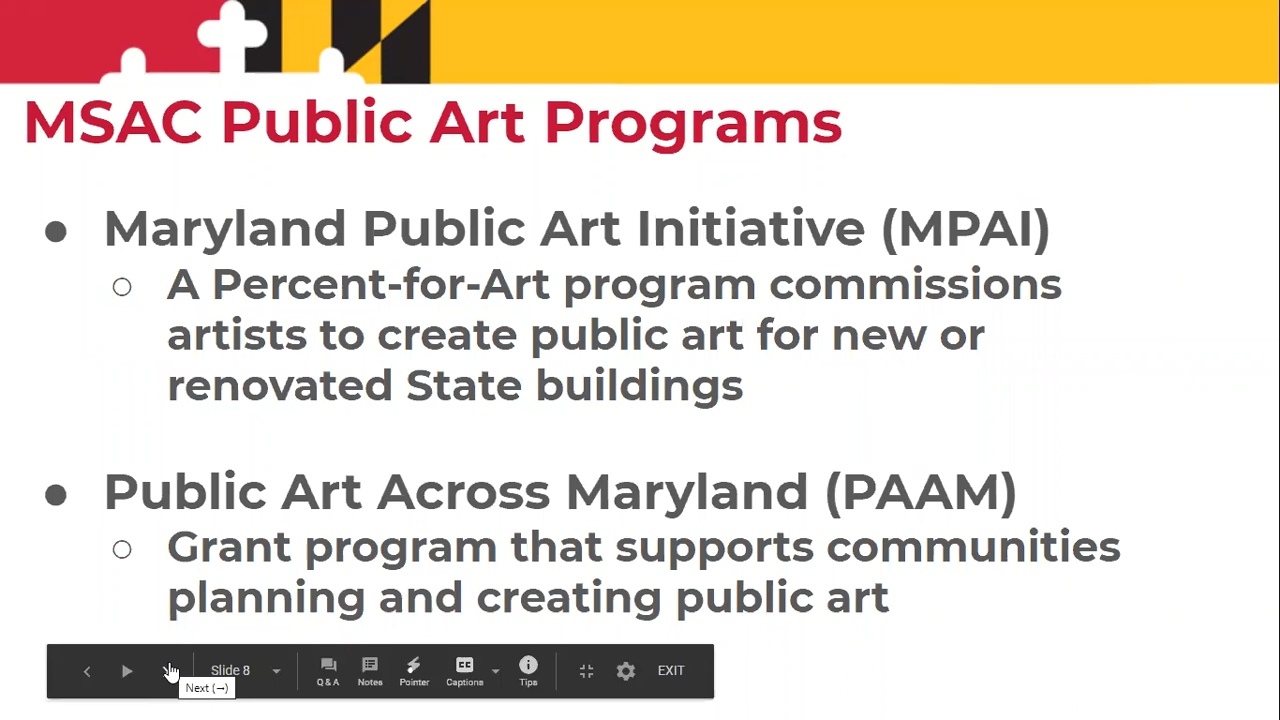 MSAC Public Art Programs
● Maryland Public Art Initiative (MPAI)
○ A Percent-for-Art program commissions
artists to create public art for new or
renovated State buildings
● Public Art Across Maryland (PAAM)
○ Grant program that supports communities
planning and creating public art
Slide 8
Q & A
Notes
Pointer
CC
Captions
Tips
EXIT
Next (→)